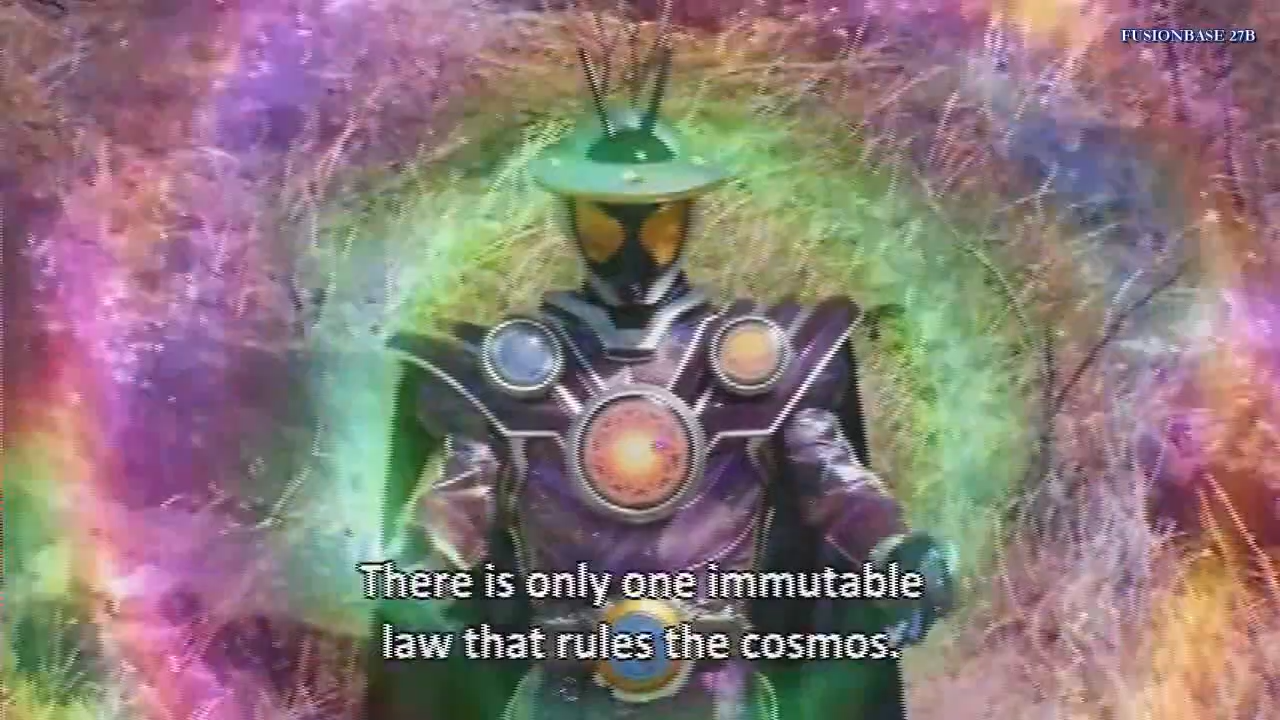 FUSIONBASE 27B
There is only one immutable
law that rules the cosmos.